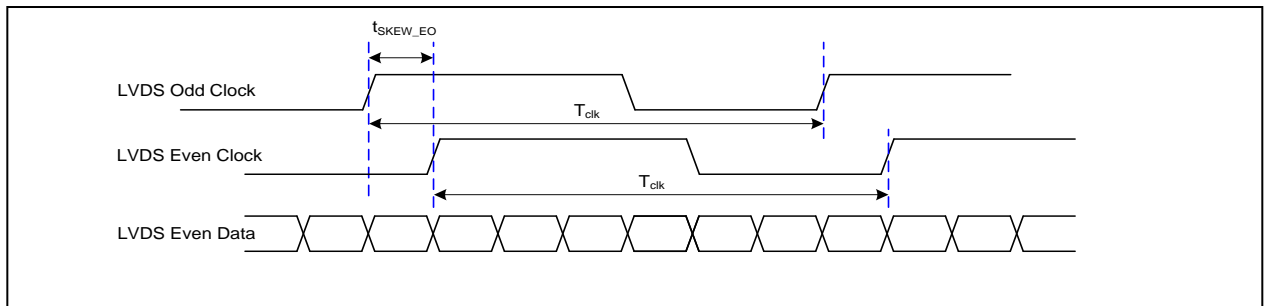 tSKEW_EO
LVDS Odd Clock
Tclk
LVDS Even Clock
Tclk
LVDS Even Data